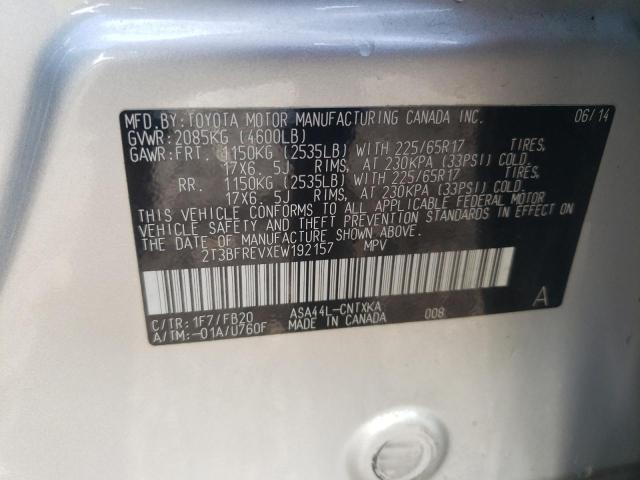 MFD.BY:TOYOTA MOTOR MANUFACTURING CANADA INC. 06/14
GVWR:2085KG (4600LB)
GAWR:FRT. 1150KG (2535LB) WITH 225/65R17 TIRES,
17X6. 5J RIMS, AT 230KPA (33PSI) COLD.
RR. 1150KG (2535LB) WITH 225/65R17 TIRES,
17X6. 5J RIMS, AT 230KPA (33PSI) COLD.
THIS VEHICLE CONFORMS TO ALL APPLICABLE FEDERAL MOTOR
VEHICLE SAFETY AND THEFT PREVENTION STANDARDS IN EFFECT ON
THE DATE OF MANUFACTURE SHOWN ABOVE.
2T3BFREVXEW192157 MPV
A
C/TR:1F7/FB20 ASA44L-CNTXKA 008
A/TM:-01A/U760F MADE IN CANADA